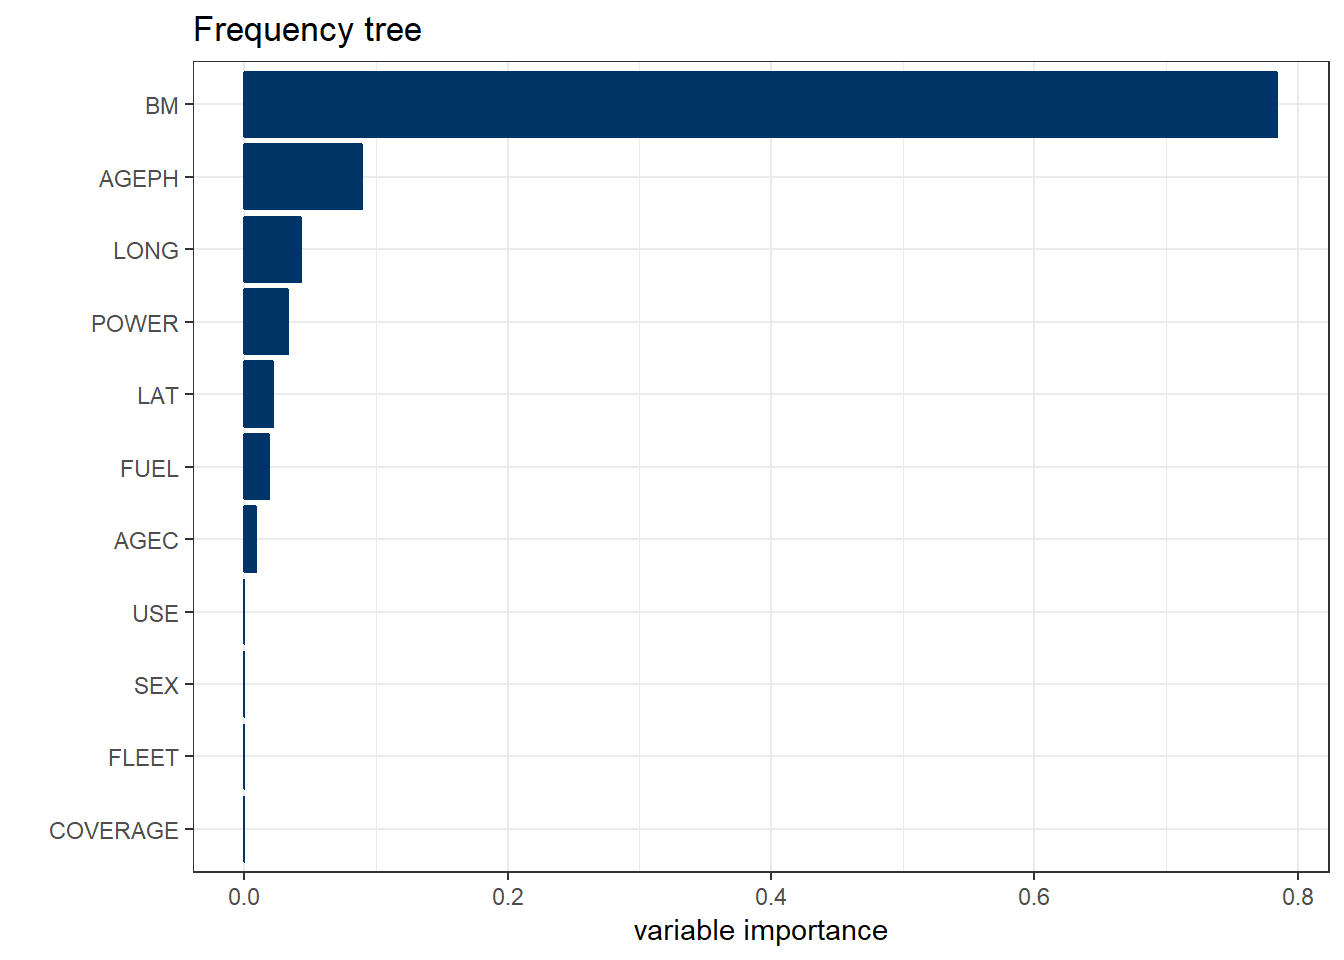 Frequency tree
BM
AGEPH
LONG
POWER
LAT
FUEL
AGEC
USE
SEX
FLEET
COVERAGE
0.0 0.2 0.4 0.6 0.8
variable importance